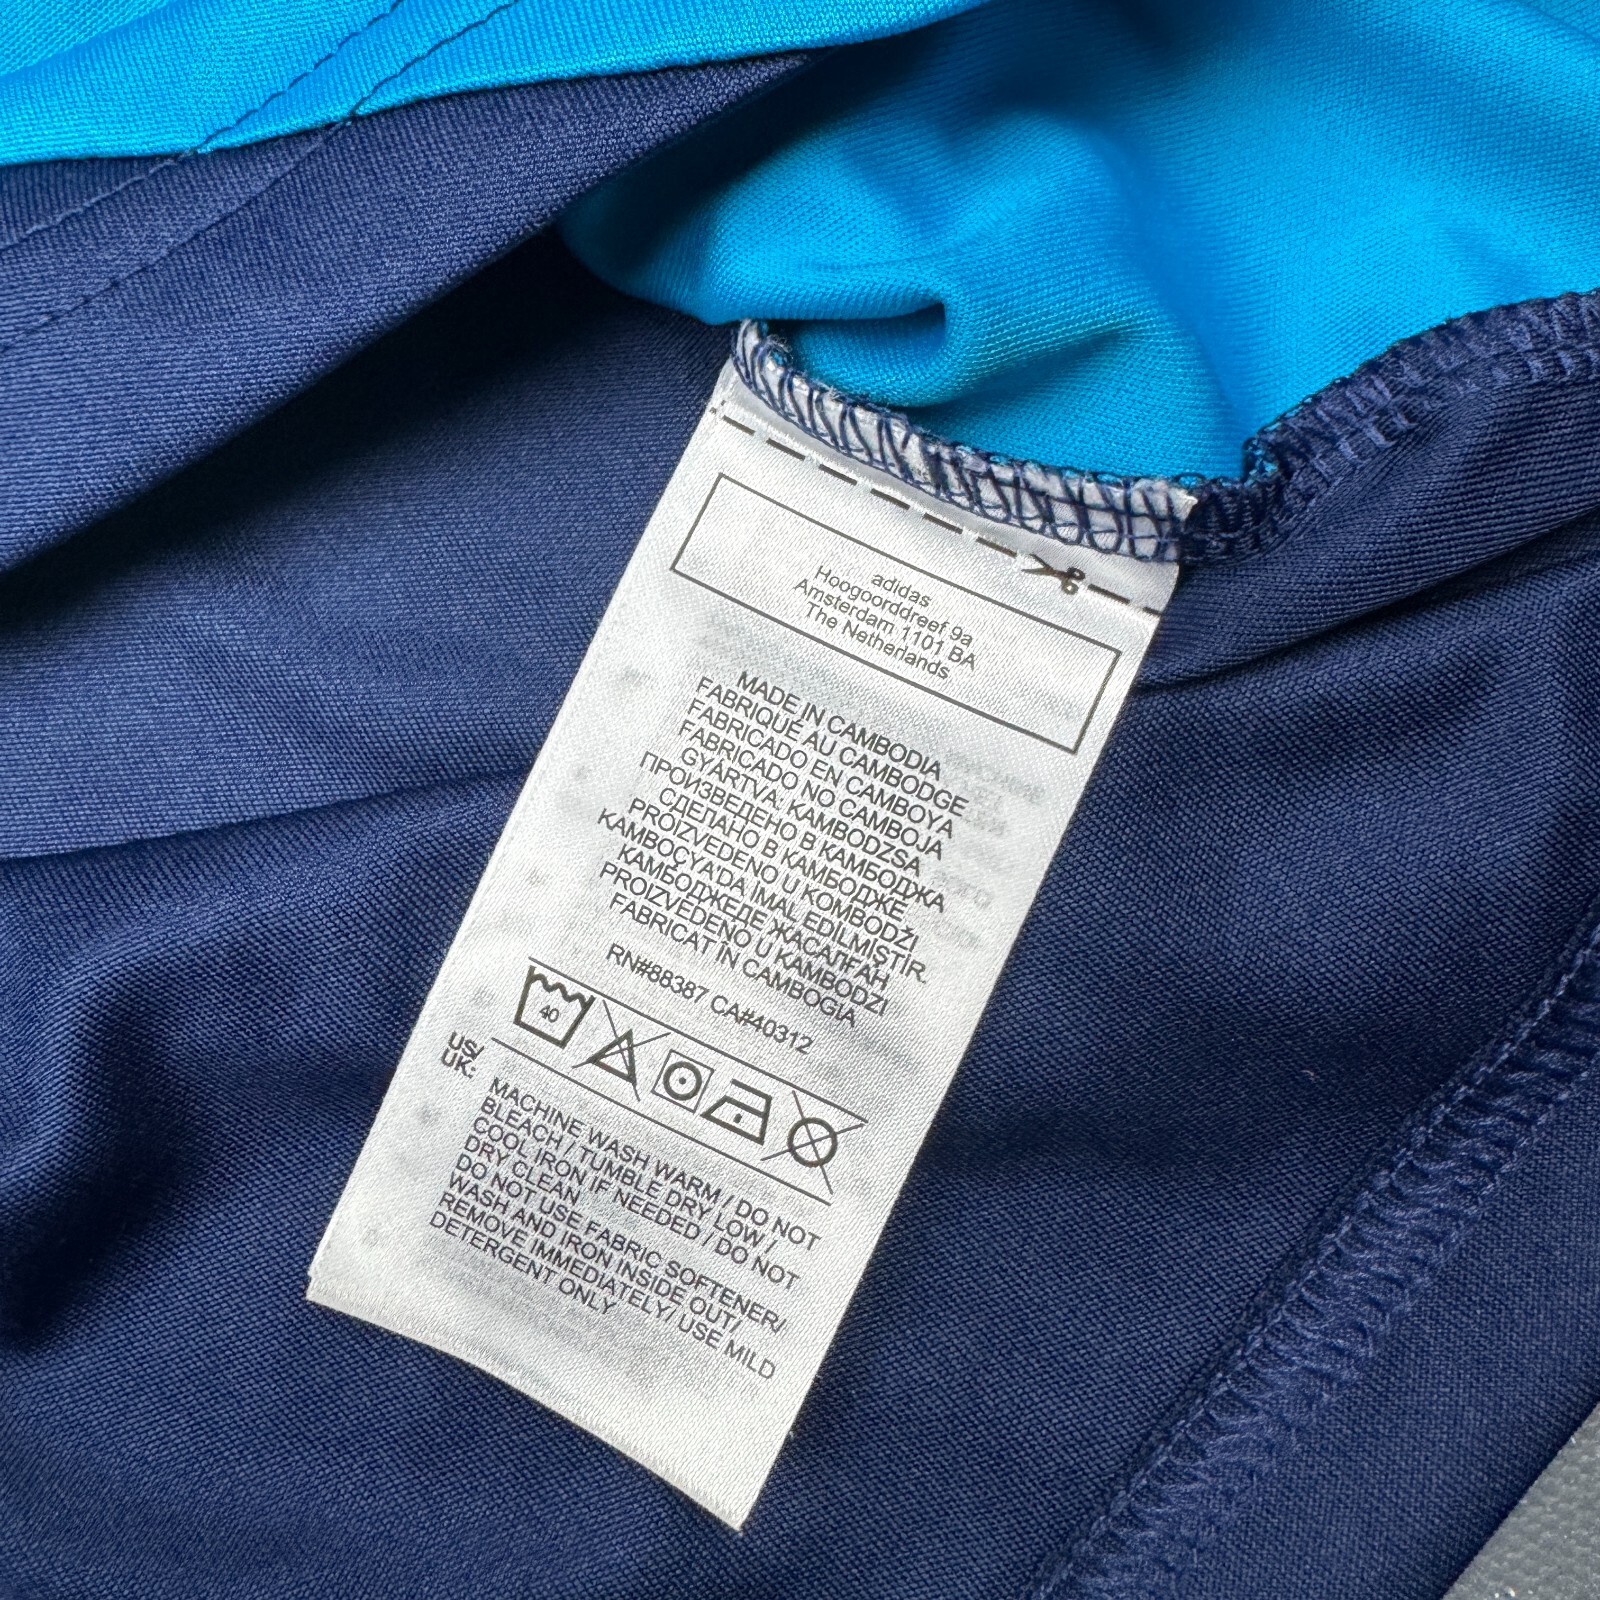 adidas
Hoogoorddreef 9a
Amsterdam 1101 BA
The Netherlands
MADE IN CAMBODIA
FABRIQUÉ AU CAMBODGE
FABRICADO EN CAMBOYA
FABRICADO NO CAMBOJA
GYÁRTVA: KAMBODZSA
ПРОИЗВЕДЕНО В КАМБОДЖА
СДЕЛАНО В КАМБОДЖЕ
PROIZVEDENO U KOMBODŽI
KAMBOÇYA'DA İMAL EDİLMİŞTİR.
КАМБОДЖЕДЕ ЖАСАЛҒАН
PROIZVEDENO U KAMBODZI
FABRICAT ÎN CAMBOGIA
RN#88387 CA#40312
40
US/
UK:
MACHINE WASH WARM / DO NOT
BLEACH / TUMBLE DRY LOW /
COOL IRON IF NEEDED / DO NOT
DRY CLEAN
DO NOT USE FABRIC SOFTENER/
WASH AND IRON INSIDE OUT/
REMOVE IMMEDIATELY/ USE MILD
DETERGENT ONLY